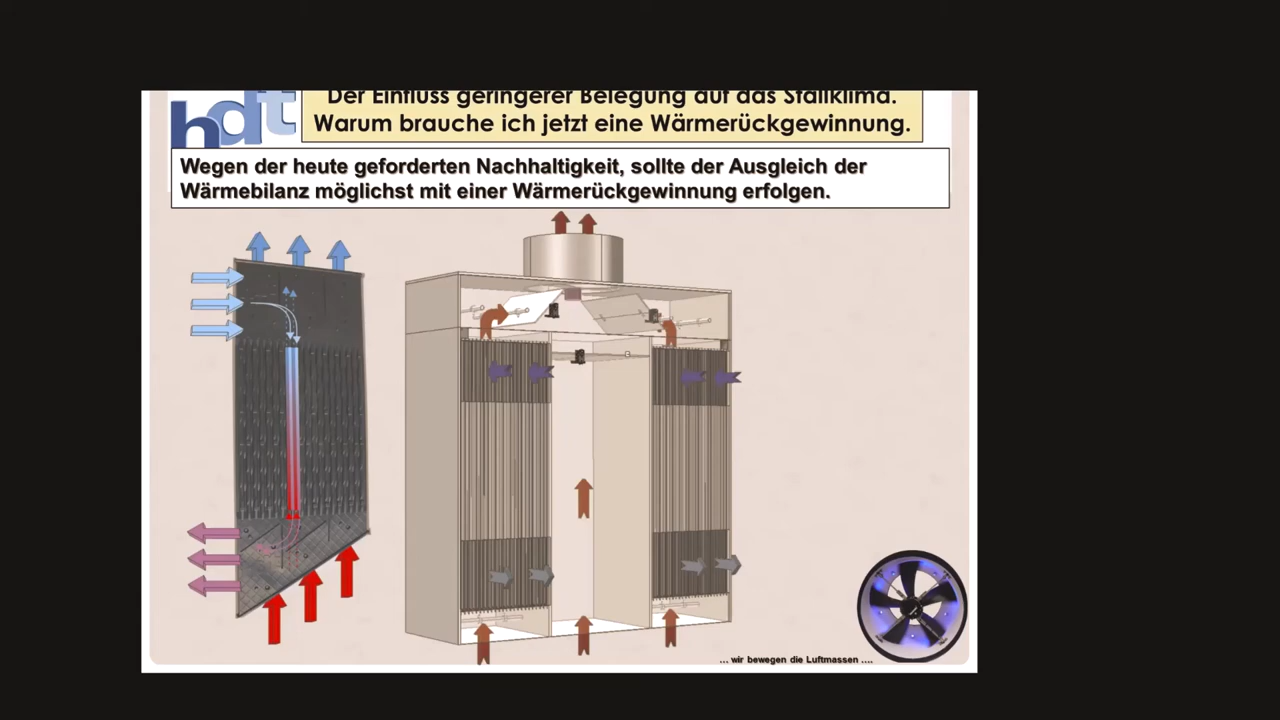 hdt
Der Einfluss geringerer Belegung auf das Stallklima.
Warum brauche ich jetzt eine Wärmerückgewinnung.
Wegen der heute geforderten Nachhaltigkeit, sollte der Ausgleich der
Wärmebilanz möglichst mit einer Wärmerückgewinnung erfolgen.
... wir bewegen die Luftmassen ....